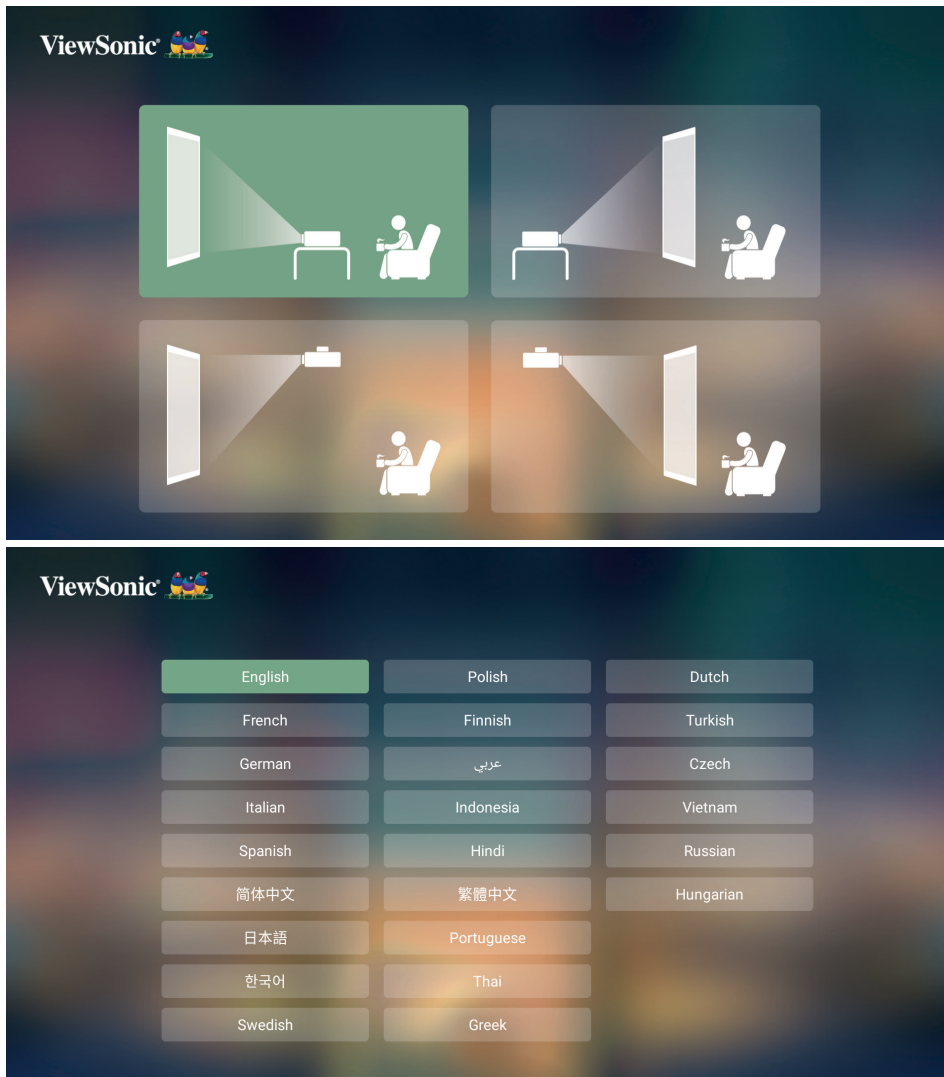 ViewSonic®
ViewSonic®
English Polish Dutch
French Finnish Turkish
German عربي Czech
Italian Indonesia Vietnam
Spanish Hindi Russian
简体中文 繁體中文 Hungarian
日本語 Portuguese
한국어 Thai
Swedish Greek